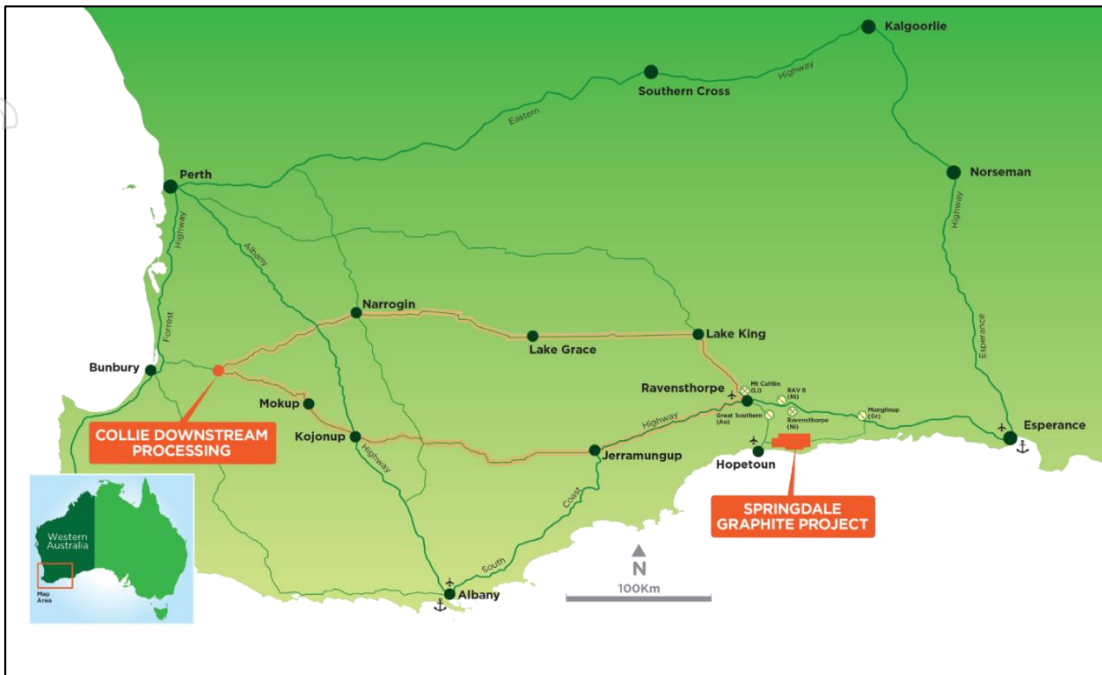 Kalgoorlie
Highway
Southern Cross
Eastern
Perth
Norseman
Highway
Albany
Highway
Forrest
Narrogin
Lake King
Lake Grace
Esperance
Bunbury
Ravensthorpe
Mt Cattlin
(Li)
RAV 8
(Ni)
Mokup
Great Southern
(Au)
Ravensthorpe
(Ni)
Munglinup
(Gr)
Highway
COLLIE DOWNSTREAM
PROCESSING
Kojonup
Highway
Jerramungup
Hopetoun
Esperance
Coast
SPRINGDALE
GRAPHITE PROJECT
Western
Australia
Map
Area
South
Albany
N
100Km